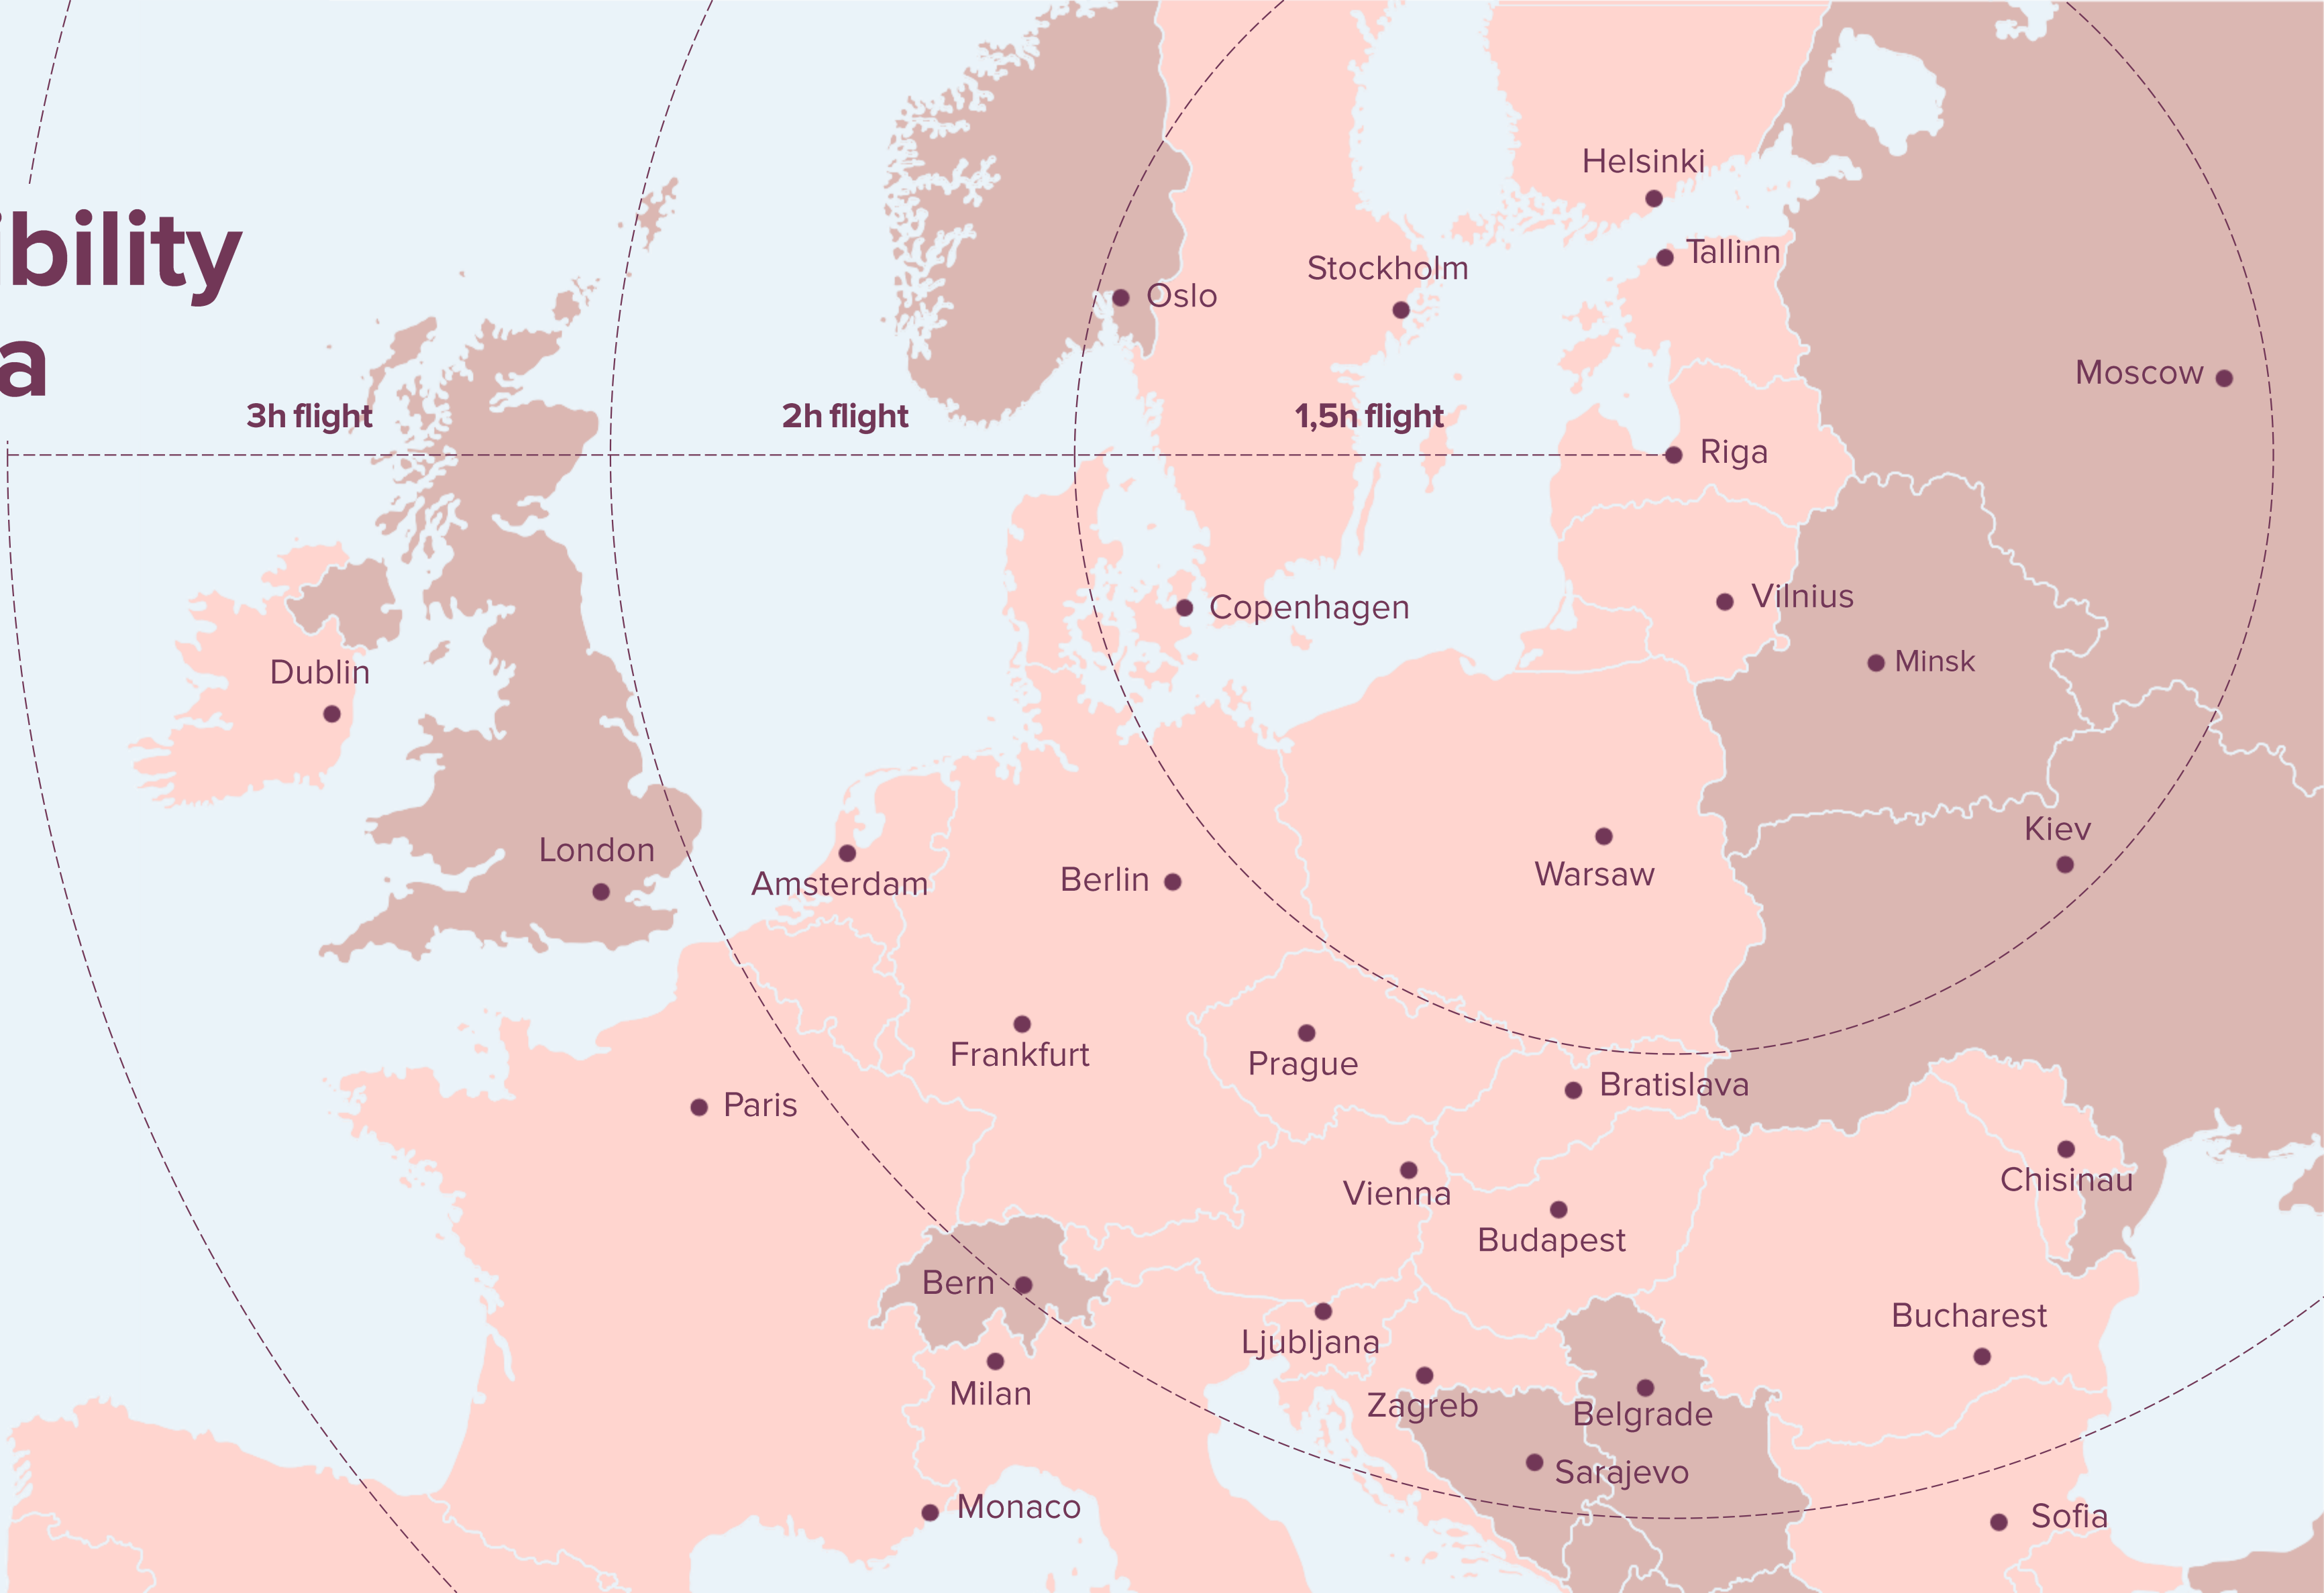 ibility
a
Helsinki
Tallinn
Stockholm
Oslo
Moscow
3h flight
2h flight
1,5h flight
Riga
Vilnius
Copenhagen
Minsk
Dublin
Kiev
London
Warsaw
Amsterdam
Berlin
Frankfurt
Prague
Bratislava
Paris
Chisinau
Vienna
Budapest
Bern
Bucharest
Ljubljana
Milan
Zagreb
Belgrade
Sarajevo
Monaco
Sofia